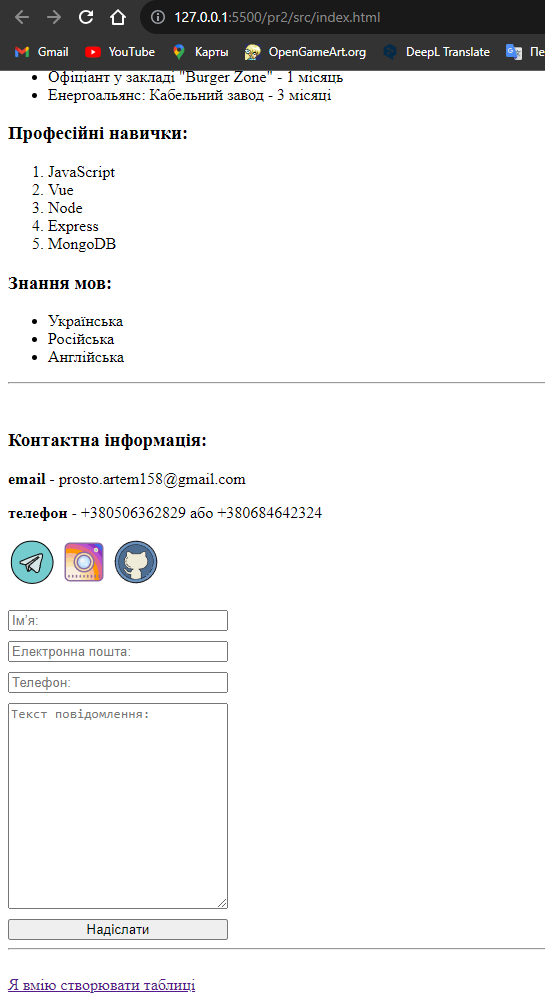 127.0.0.1:5500/pr2/src/index.html
Gmail YouTube Карты OpenGameArt.org DeepL Translate Пе
Офіціант у закладі "Burger Zone" - 1 місяць
Енергоальянс: Кабельний завод - 3 місяці
Професійні навички:
1. JavaScript
2. Vue
3. Node
4. Express
5. MongoDB
Знання мов:
Українська
Російська
Англійська
Контактна інформація:
email - prosto.artem158@gmail.com
телефон - +380506362829 або +380684642324
Ім'я:
Електронна пошта:
Телефон:
Текст повідомлення:
Надіслати
Я вмію створювати таблиці